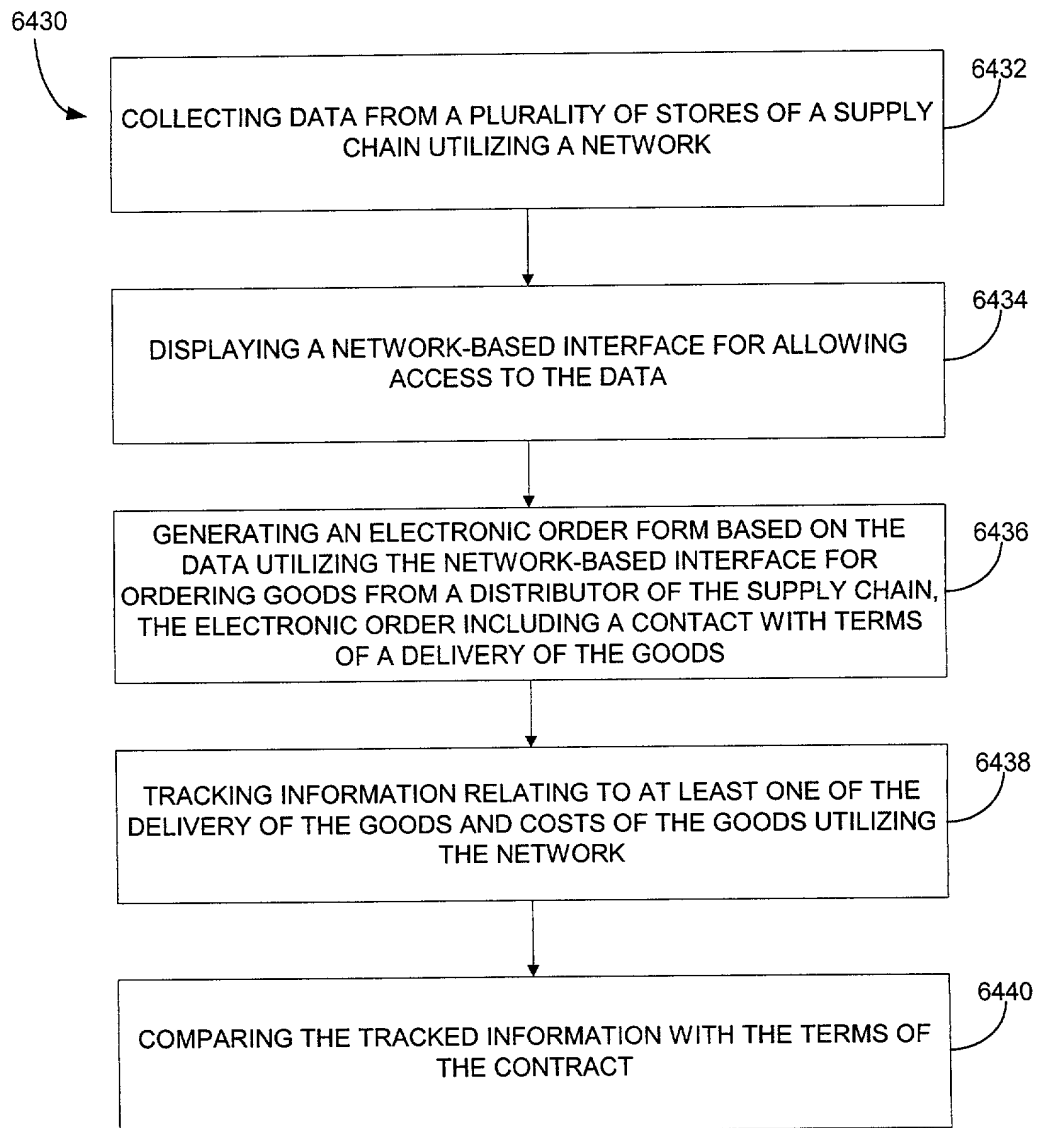 6430
6432
COLLECTING DATA FROM A PLURALITY OF STORES OF A SUPPLY
CHAIN UTILIZING A NETWORK
6434
DISPLAYING A NETWORK-BASED INTERFACE FOR ALLOWING
ACCESS TO THE DATA
6436
GENERATING AN ELECTRONIC ORDER FORM BASED ON THE
DATA UTILIZING THE NETWORK-BASED INTERFACE FOR
ORDERING GOODS FROM A DISTRIBUTOR OF THE SUPPLY CHAIN,
THE ELECTRONIC ORDER INCLUDING A CONTACT WITH TERMS
OF A DELIVERY OF THE GOODS
6438
TRACKING INFORMATION RELATING TO AT LEAST ONE OF THE
DELIVERY OF THE GOODS AND COSTS OF THE GOODS UTILIZING
THE NETWORK
6440
COMPARING THE TRACKED INFORMATION WITH THE TERMS OF
THE CONTRACT